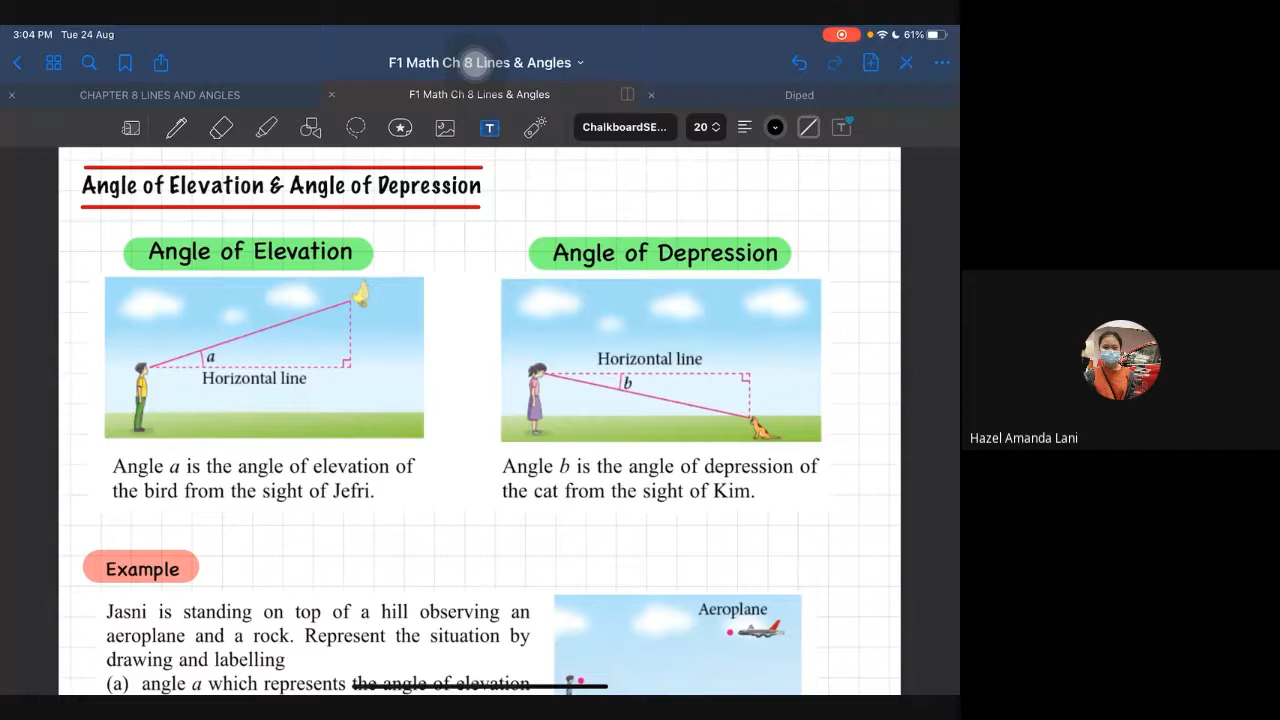 3:04 PM Tue 24 Aug
61%
F1 Math Ch 8 Lines & Angles
CHAPTER 8 LINES AND ANGLES
F1 Math Ch 8 Lines & Angles
Diped
T
ChalkboardSE...
20
T
Angle of Elevation & Angle of Depression
Angle of Elevation
Angle of Depression
a
Horizontal line
Horizontal line
b
Angle a is the angle of elevation of
the bird from the sight of Jefri.
Angle b is the angle of depression of
the cat from the sight of Kim.
Example
Jasni is standing on top of a hill observing an
aeroplane and a rock. Represent the situation by
drawing and labelling
(a) angle a which represents the angle of elevation
Aeroplane
Hazel Amanda Lani